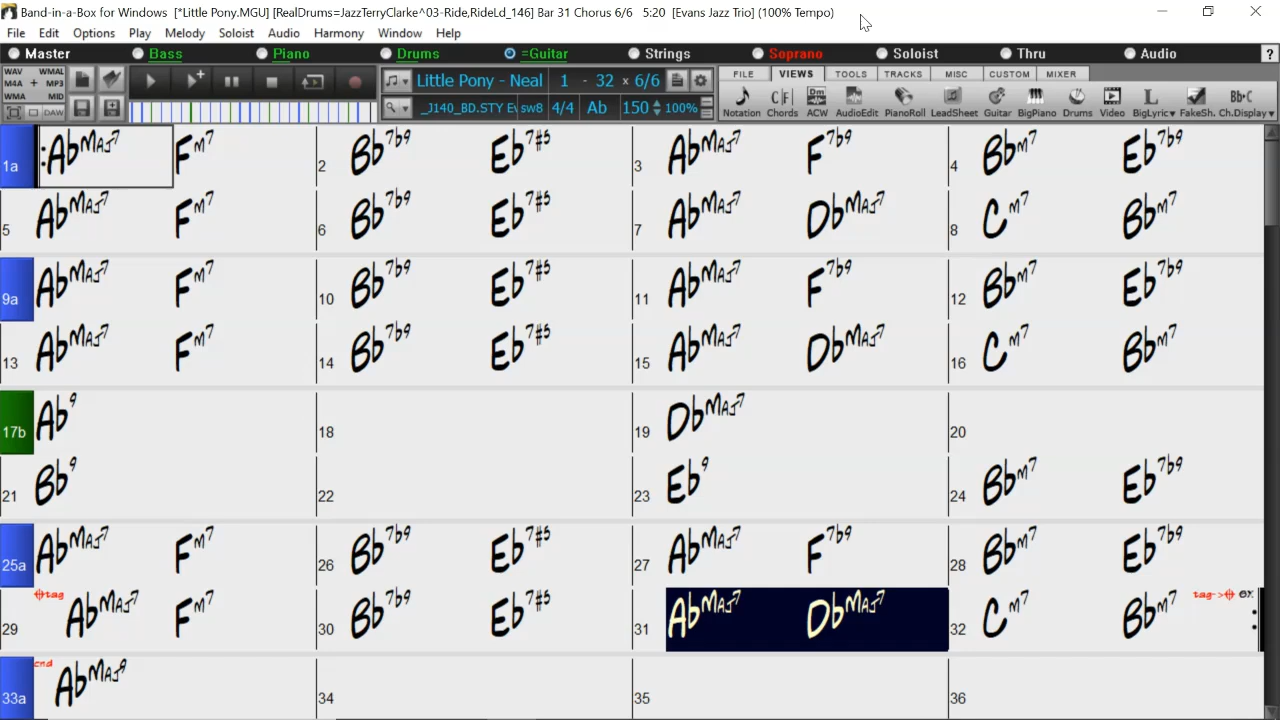 Band-in-a-Box for Windows [*Little Pony.MGU] [RealDrums=JazzTerryClarke^03-Ride,RideLd_146] Bar 31 Chorus 6/6 5:20 [Evans Jazz Trio] (100% Tempo)
File Edit Options Play Melody Soloist Audio Harmony Window Help
Master Bass Piano Drums =Guitar Strings Soprano Soloist Thru Audio ?
WAV WMAL
M4A + MP3
WMA MID
DAW
Little Pony - Neal 1 - 32 x 6/6
_J140_BD.STY Ev sw8 4/4 Ab 150 100%
FILE VIEWS TOOLS TRACKS MISC CUSTOM MIXER
Notation Chords ACW AudioEdit PianoRoll LeadSheet Guitar BigPiano Drums Video BigLyric FakeSh. Ch.Display
1a :AbMAJ7 Fm7 2 Bb7b9 Eb7#5 3 AbMAJ7 F7b9 4 Bbm7 Eb7b9
5 AbMAJ7 Fm7 6 Bb7b9 Eb7#5 7 AbMAJ7 DbMAJ7 8 Cm7 Bbm7
9a AbMAJ7 Fm7 10 Bb7b9 Eb7#5 11 AbMAJ7 F7b9 12 Bbm7 Eb7b9
13 AbMAJ7 Fm7 14 Bb7b9 Eb7#5 15 AbMAJ7 DbMAJ7 16 Cm7 Bbm7
17b Ab9 18 19 DbMAJ7 20
21 Bb9 22 23 Eb9 24 Bbm7 Eb7b9
25a AbMAJ7 Fm7 26 Bb7b9 Eb7#5 27 AbMAJ7 F7b9 28 Bbm7 Eb7b9
tag tag-> 6x
29 AbMAJ7 Fm7 30 Bb7b9 Eb7#5 31 AbMAJ7 DbMAJ7 32 Cm7 Bbm7 :
end
33a AbMAJ9 34 35 36